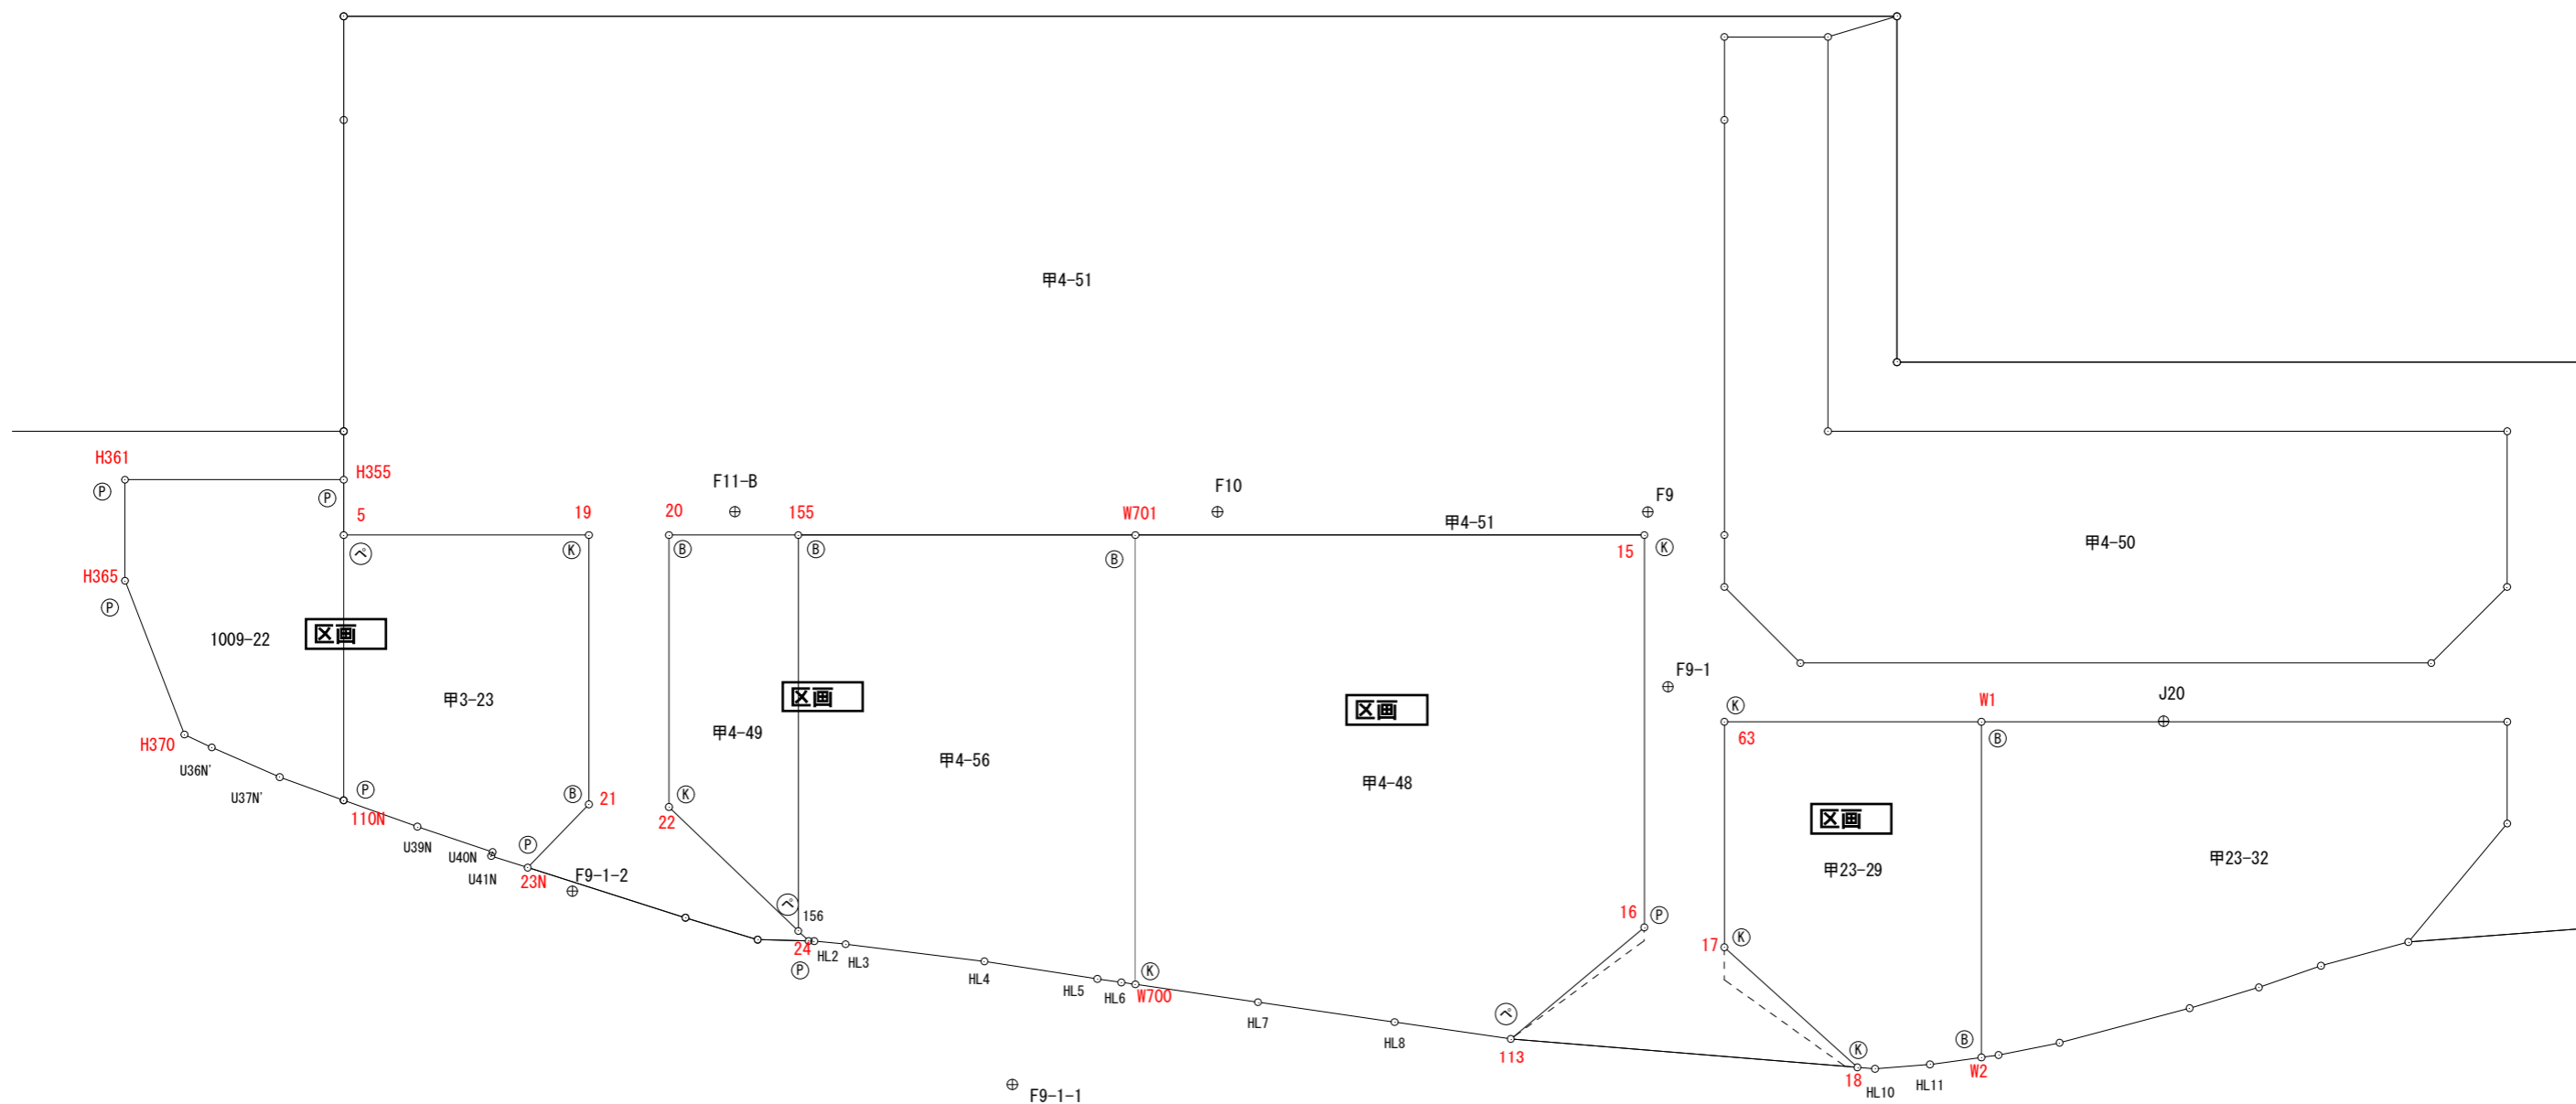 甲4-51
H361
H355
Ⓟ
Ⓟ
F11-B
F10
F9
5
19
20
155
W701
甲4-51
15
甲4-50
㋬
Ⓚ
Ⓑ
Ⓑ
Ⓑ
Ⓚ
H365
Ⓟ
1009-22
区画
F9-1
甲3-23
区画
区画
W1
J20
Ⓚ
63
Ⓑ
甲4-49
甲4-56
甲4-48
H370
U36N'
U37N'
Ⓟ
110N
Ⓑ
21
Ⓚ
22
区画
U39N
Ⓟ
U40N
U41N
23N
F9-1-2
甲23-29
甲23-32
㋬
156
16
Ⓟ
24
Ⓟ
HL2
HL3
HL4
HL5
HL6
Ⓚ
W700
17
Ⓚ
HL7
㋬
HL8
113
Ⓚ
18
HL10
HL11
Ⓑ
W2
F9-1-1